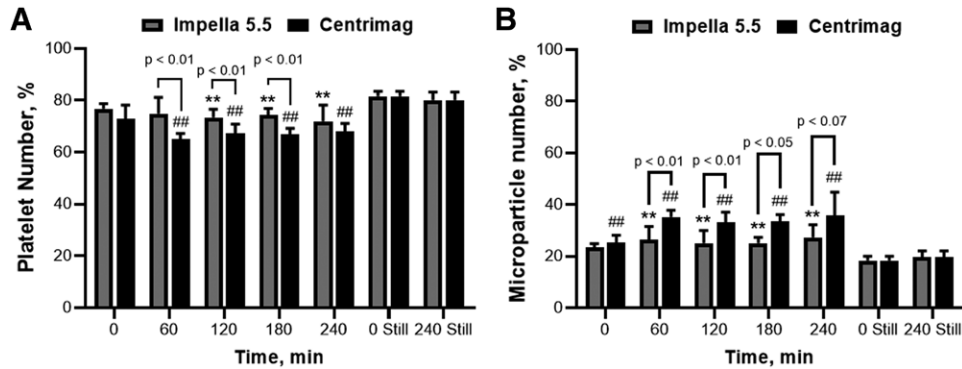 A
Impella 5.5 Centrimag
Platelet Number, %
100
80
60
40
20
0
p < 0.01
p < 0.01
p < 0.01
** ** **
## ## ## ##
0 60 120 180 240 0 Still 240 Still
Time, min
B
Impella 5.5 Centrimag
Microparticle number, %
100
80
60
40
20
0
p < 0.07
p < 0.05
p < 0.01 p < 0.01
## ## ## ## ##
** ** ** **
0 60 120 180 240 0 Still 240 Still
Time, min